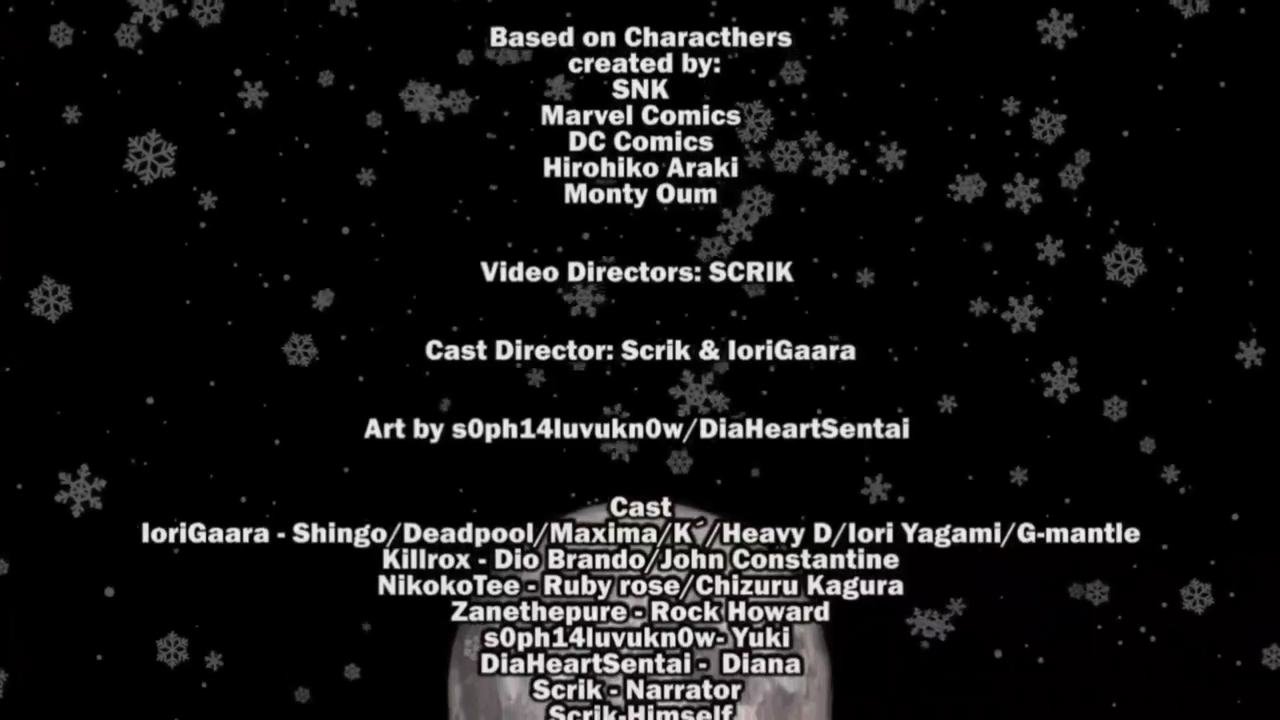 Based on Characthers
created by:
SNK
Marvel Comics
DC Comics
Hirohiko Araki
Monty Oum
Video Directors: SCRIK
Cast Director: Scrik & IoriGaara
Art by s0ph14luvukn0w/DiaHeartSentai
Cast
IoriGaara - Shingo/Deadpool/Maxima/K´/Heavy D/Iori Yagami/G-mantle
Killrox - Dio Brando/John Constantine
NikokoTee - Ruby rose/Chizuru Kagura
Zanethepure - Rock Howard
s0ph14luvukn0w- Yuki
DiaHeartSentai - Diana
Scrik - Narrator
Scrik-Himself